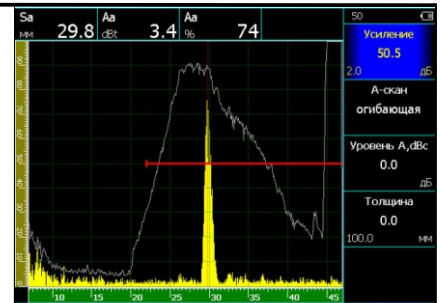 Sa Aa Aa 50
мм 29.8 dBt 3.4 % 74
Усиление
50.5
2.0 дБ
А-скан
огибающая
Уровень А,dBc
0.0
дБ
Толщина
0.0
100.0 мм
10 15 20 25 30 35 40 45